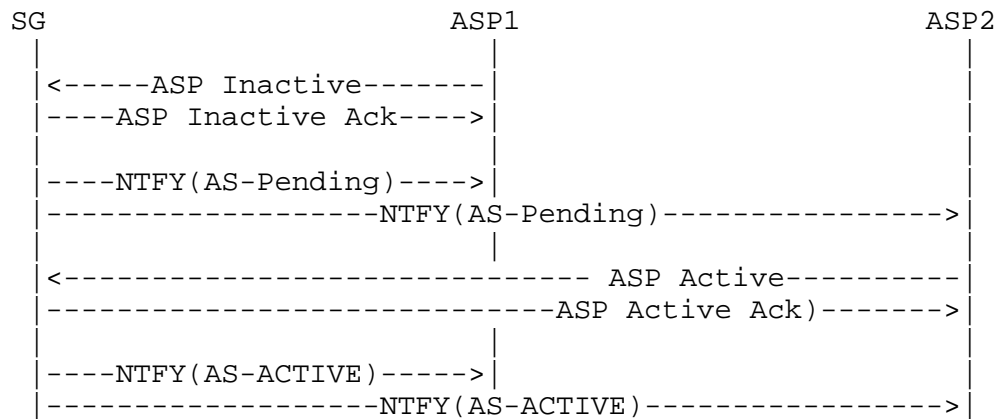 SG ASP1 ASP2
<-----ASP Inactive-------
----ASP Inactive Ack---->
----NTFY(AS-Pending)---->
-------------------NTFY(AS-Pending)---------------->
<------------------------------ ASP Active----------
-----------------------------ASP Active Ack)------->
----NTFY(AS-ACTIVE)----->
-------------------NTFY(AS-ACTIVE)----------------->